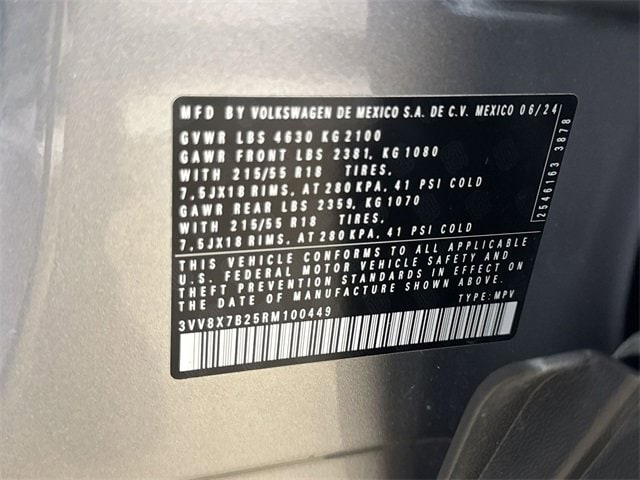 MFD BY VOLKSWAGEN DE MEXICO S.A. DE C.V. MEXICO 06/24
GVWR LBS 4630 KG 2100
GAWR FRONT LBS 2381, KG 1080
WITH 215/55 R18 TIRES,
7,5JX18 RIMS, AT 280 KPA, 41 PSI COLD
GAWR REAR LBS 2359, KG 1070
WITH 215/55 R18 TIRES,
7,5JX18 RIMS, AT 280 KPA, 41 PSI COLD
THIS VEHICLE CONFORMS TO ALL APPLICABLE
U.S. FEDERAL MOTOR VEHICLE SAFETY AND
THEFT PREVENTION STANDARDS IN EFFECT ON
THE DATE OF MANUFACTURE SHOWN ABOVE.
TYPE: MPV
3VV8X7B25RM100449
2546163 3878